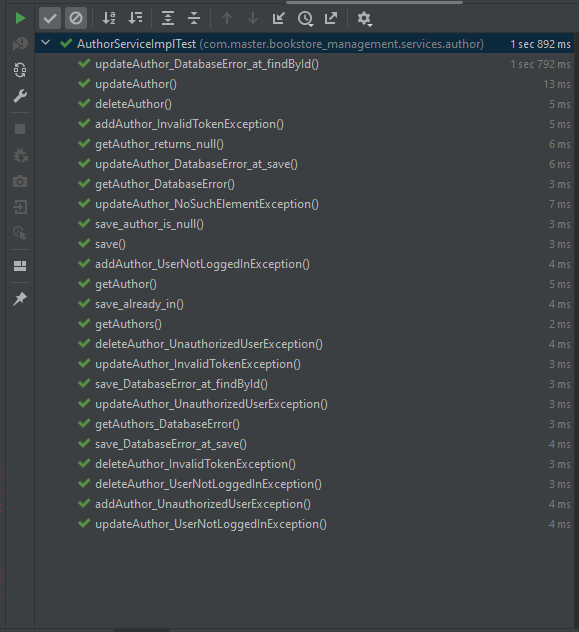 AuthorServiceImplTest (com.master.bookstore_management.services.author) 1 sec 892 ms
updateAuthor_DatabaseError_at_findById() 1 sec 792 ms
updateAuthor() 13 ms
deleteAuthor() 5 ms
addAuthor_InvalidTokenException() 5 ms
getAuthor_returns_null() 6 ms
updateAuthor_DatabaseError_at_save() 6 ms
getAuthor_DatabaseError() 3 ms
updateAuthor_NoSuchElementException() 7 ms
save_author_is_null() 3 ms
save() 3 ms
addAuthor_UserNotLoggedInException() 4 ms
getAuthor() 5 ms
save_already_in() 4 ms
getAuthors() 2 ms
deleteAuthor_UnauthorizedUserException() 4 ms
updateAuthor_InvalidTokenException() 3 ms
save_DatabaseError_at_findById() 3 ms
updateAuthor_UnauthorizedUserException() 3 ms
getAuthors_DatabaseError() 3 ms
save_DatabaseError_at_save() 4 ms
deleteAuthor_InvalidTokenException() 3 ms
deleteAuthor_UserNotLoggedInException() 3 ms
addAuthor_UnauthorizedUserException() 4 ms
updateAuthor_UserNotLoggedInException() 4 ms